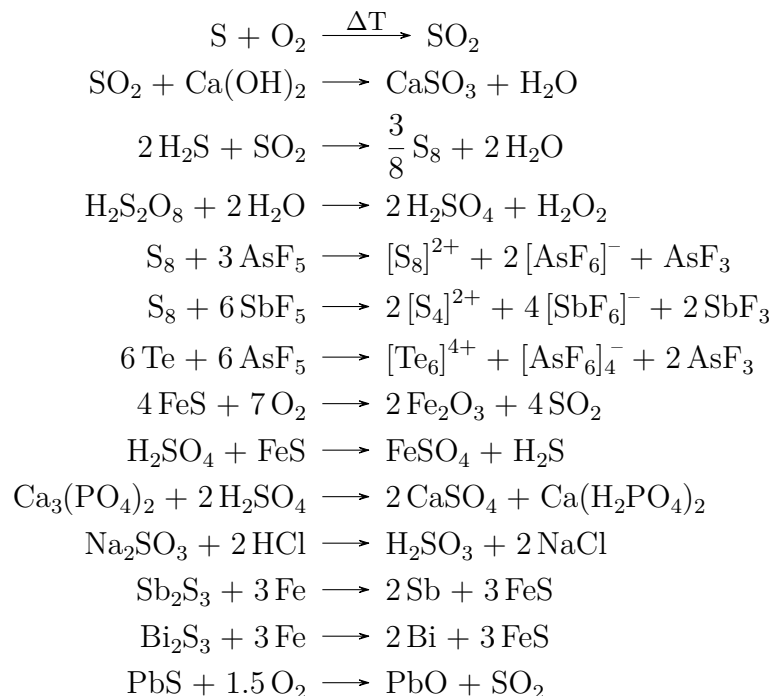 S + O₂ —ΔT→ SO₂
SO₂ + Ca(OH)₂ ⟶ CaSO₃ + H₂O
2 H₂S + SO₂ ⟶ 3/8 S₈ + 2 H₂O
H₂S₂O₈ + 2 H₂O ⟶ 2 H₂SO₄ + H₂O₂
S₈ + 3 AsF₅ ⟶ [S₈]²⁺ + 2 [AsF₆]⁻ + AsF₃
S₈ + 6 SbF₅ ⟶ 2 [S₄]²⁺ + 4 [SbF₆]⁻ + 2 SbF₃
6 Te + 6 AsF₅ ⟶ [Te₆]⁴⁺ + [AsF₆]₄⁻ + 2 AsF₃
4 FeS + 7 O₂ ⟶ 2 Fe₂O₃ + 4 SO₂
H₂SO₄ + FeS ⟶ FeSO₄ + H₂S
Ca₃(PO₄)₂ + 2 H₂SO₄ ⟶ 2 CaSO₄ + Ca(H₂PO₄)₂
Na₂SO₃ + 2 HCl ⟶ H₂SO₃ + 2 NaCl
Sb₂S₃ + 3 Fe ⟶ 2 Sb + 3 FeS
Bi₂S₃ + 3 Fe ⟶ 2 Bi + 3 FeS
PbS + 1.5 O₂ ⟶ PbO + SO₂